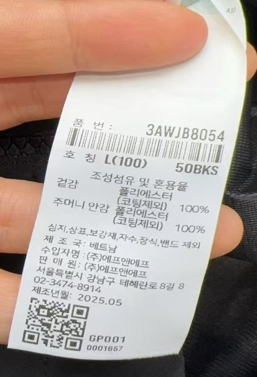 품 번: 3AWJB8054
호 칭 L(100) 50BKS
조성섬유 및 혼용율
겉감 폴리에스터 100%
(코팅제외)
주머니 안감 폴리에스터 100%
(코팅제외)
심지,심포,보강재,자수,장식,밴드 제외
제 조 국: 베트남
수입자명: (주)에프앤에프
판 매 원: (주)에프앤에프
서울특별시 강남구 테헤란로8길 8
02-3474-8914
제조년월: 2025.05
GP001
0001657